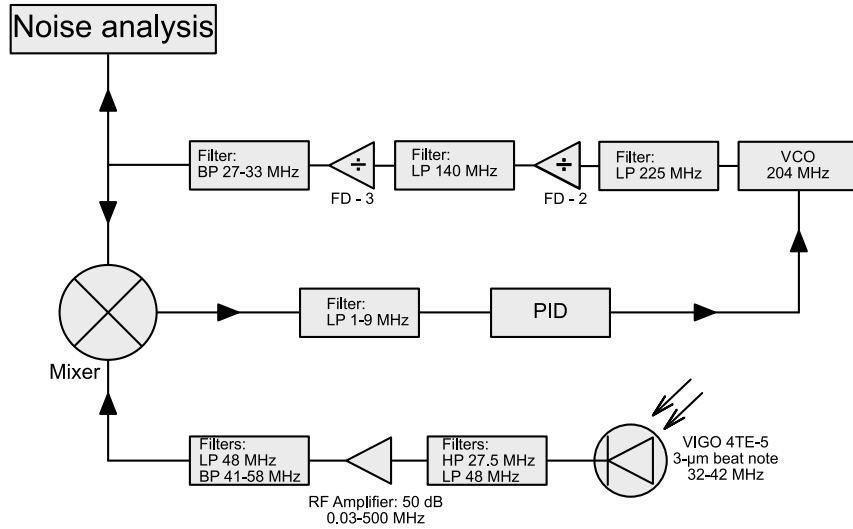 Noise analysis
Filter:
BP 27-33 MHz
÷
FD - 3
Filter:
LP 140 MHz
÷
FD - 2
Filter:
LP 225 MHz
VCO
204 MHz
Mixer
Filter:
LP 1-9 MHz
PID
Filters:
LP 48 MHz
BP 41-58 MHz
RF Amplifier: 50 dB
0.03-500 MHz
Filters:
HP 27.5 MHz
LP 48 MHz
VIGO 4TE-5
3-µm beat note
32-42 MHz